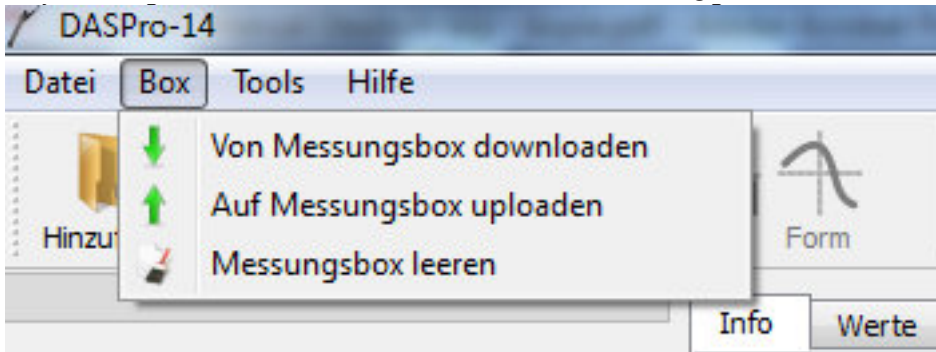 DASPro-14
Datei Box Tools Hilfe
Von Messungsbox downloaden
Auf Messungsbox uploaden
Messungsbox leeren
Form
Info Werte